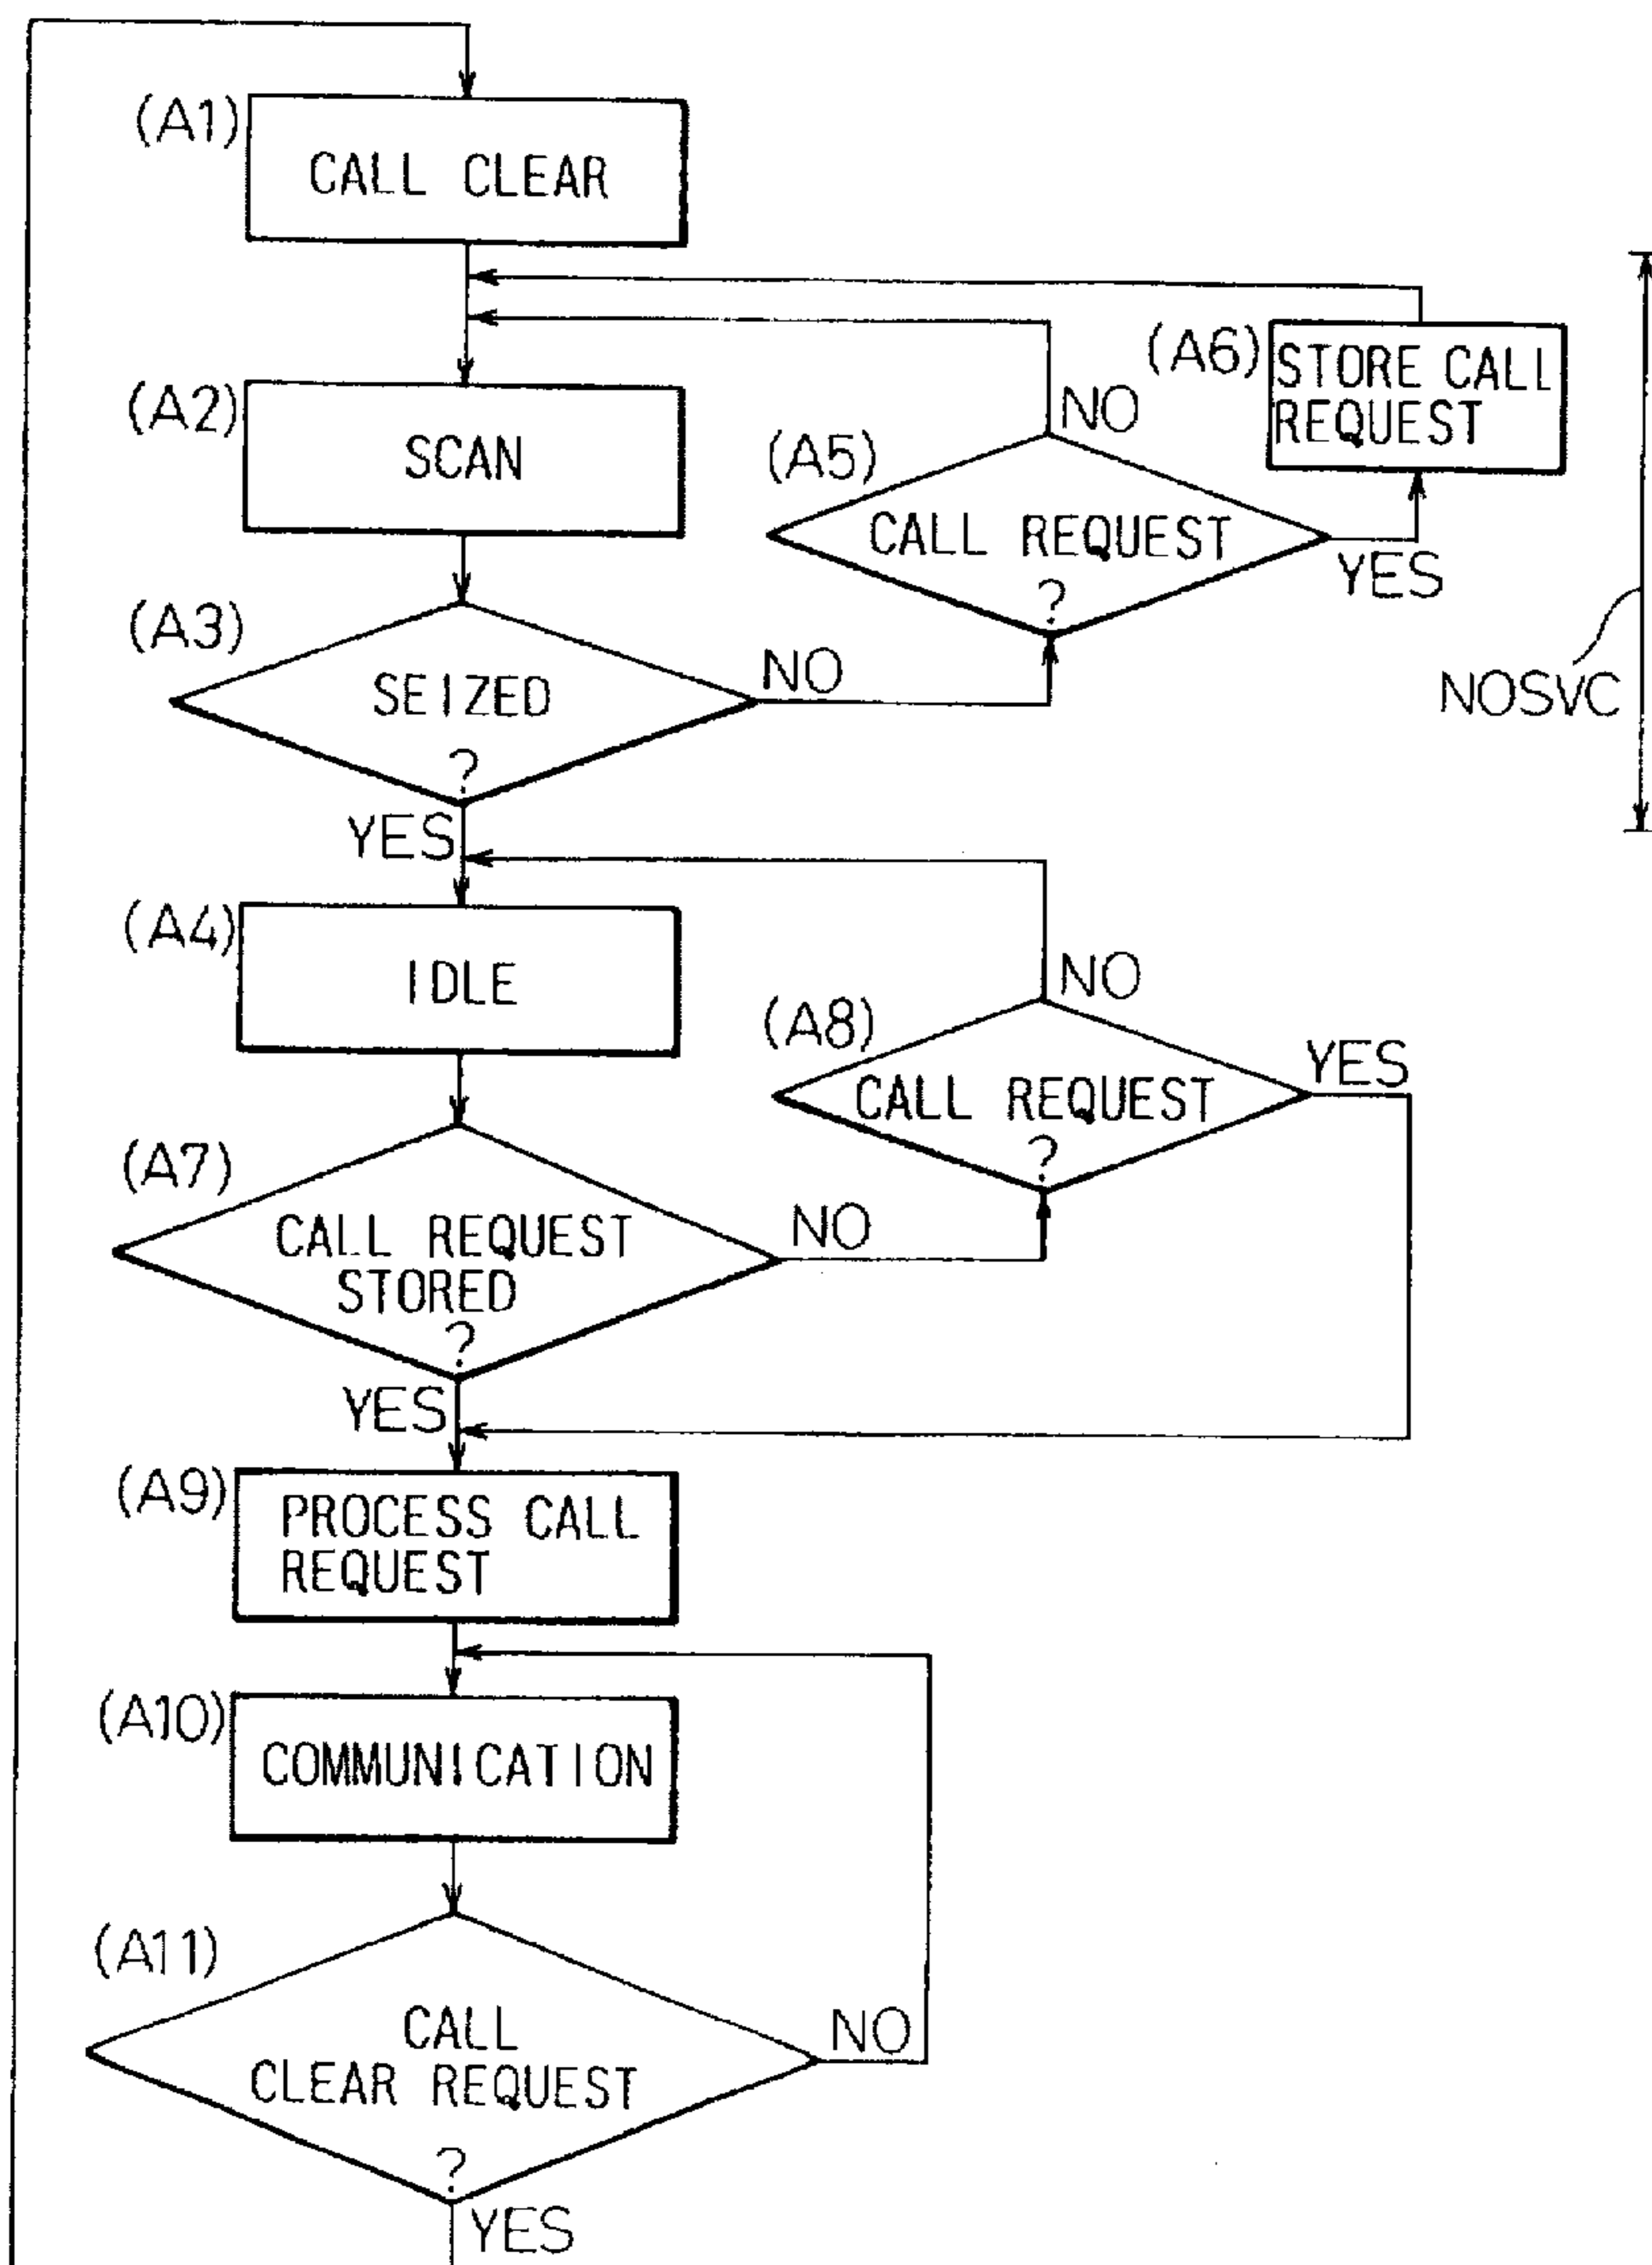 (A1)
CALL CLEAR
(A6)
STORE CALL
REQUEST
(A2)
SCAN
NO
(A5)
CALL REQUEST
?
YES
(A3)
SEIZED
?
NO
NOSVC
YES
(A4)
IDLE
NO
(A8)
CALL REQUEST
?
YES
(A7)
CALL REQUEST
STORED
?
NO
YES
(A9)
PROCESS CALL
REQUEST
(A10)
COMMUNICATION
(A11)
CALL
CLEAR REQUEST
?
NO
YES